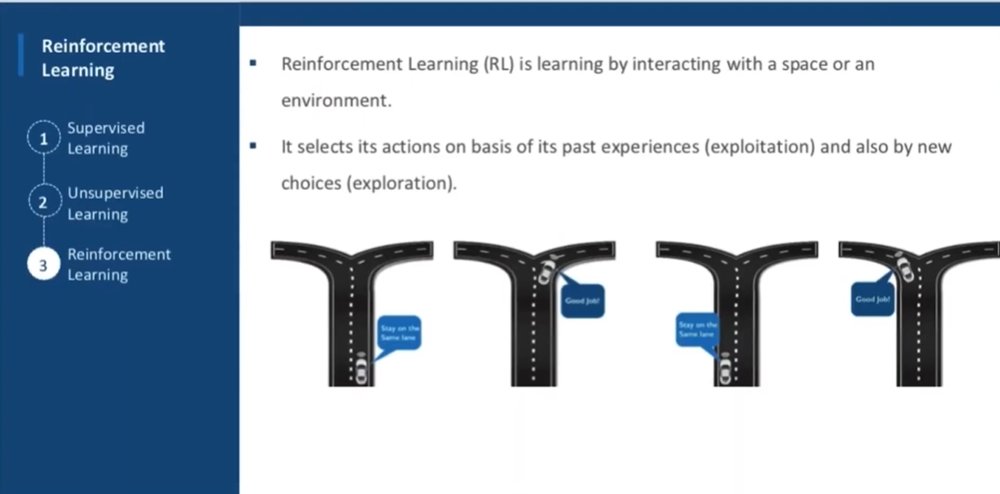 Reinforcement
Learning
1
Supervised
Learning
2
Unsupervised
Learning
3
Reinforcement
Learning
▪ Reinforcement Learning (RL) is learning by interacting with a space or an
environment.
▪ It selects its actions on basis of its past experiences (exploitation) and also by new
choices (exploration).
Stay on the
Same lane
Good Job!
Stay on the
Same lane
Good Job!